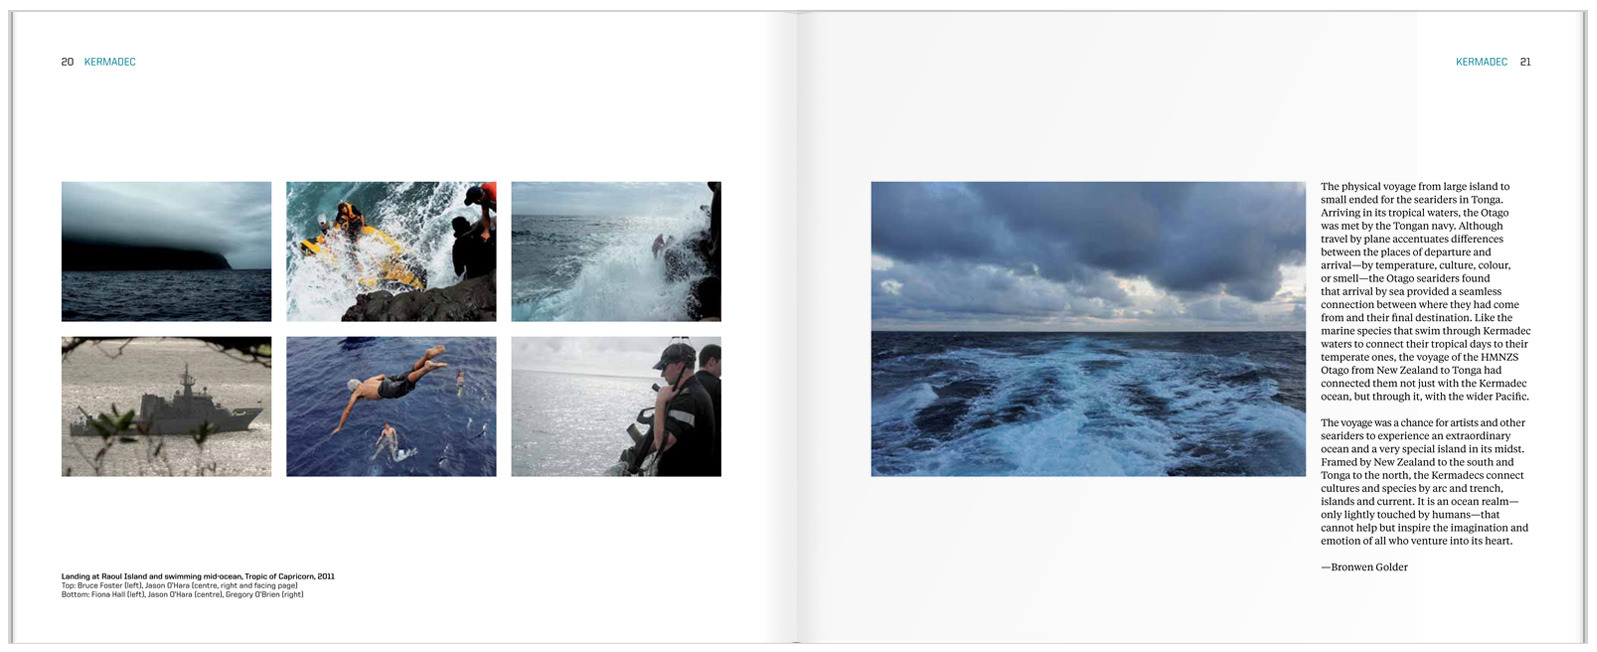 20 KERMADEC
Landing at Raoul Island and swimming mid-ocean, Tropic of Capricorn, 2011
Top: Bruce Foster (left), Jason O'Hara (centre, right and facing page)
Bottom: Fiona Hall (left), Jason O'Hara (centre), Gregory O'Brien (right)
KERMADEC 21
The physical voyage from large island to
small ended for the seariders in Tonga.
Arriving in its tropical waters, the Otago
was met by the Tongan navy. Although
travel by plane accentuates differences
between the places of departure and
arrival—by temperature, culture, colour,
or smell—the Otago seariders found
that arrival by sea provided a seamless
connection between where they had come
from and their final destination. Like the
marine species that swim through Kermadec
waters to connect their tropical days to their
temperate ones, the voyage of the HMNZS
Otago from New Zealand to Tonga had
connected them not just with the Kermadec
ocean, but through it, with the wider Pacific.
The voyage was a chance for artists and other
seariders to experience an extraordinary
ocean and a very special island in its midst.
Framed by New Zealand to the south and
Tonga to the north, the Kermadecs connect
cultures and species by arc and trench,
islands and current. It is an ocean realm—
only lightly touched by humans—that
cannot help but inspire the imagination and
emotion of all who venture into its heart.
—Bronwen Golder